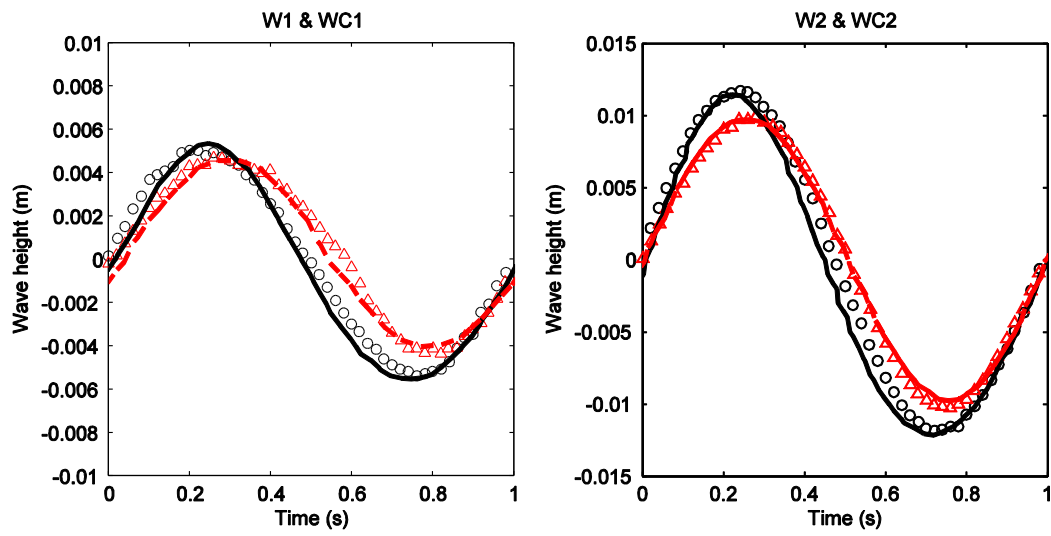 W1 & WC1
0.01
0.008
0.006
0.004
0.002
0
-0.002
-0.004
-0.006
-0.008
-0.01
Wave height (m)
0 0.2 0.4 0.6 0.8 1
Time (s)
W2 & WC2
0.015
0.01
0.005
0
-0.005
-0.01
-0.015
Wave height (m)
0 0.2 0.4 0.6 0.8 1
Time (s)